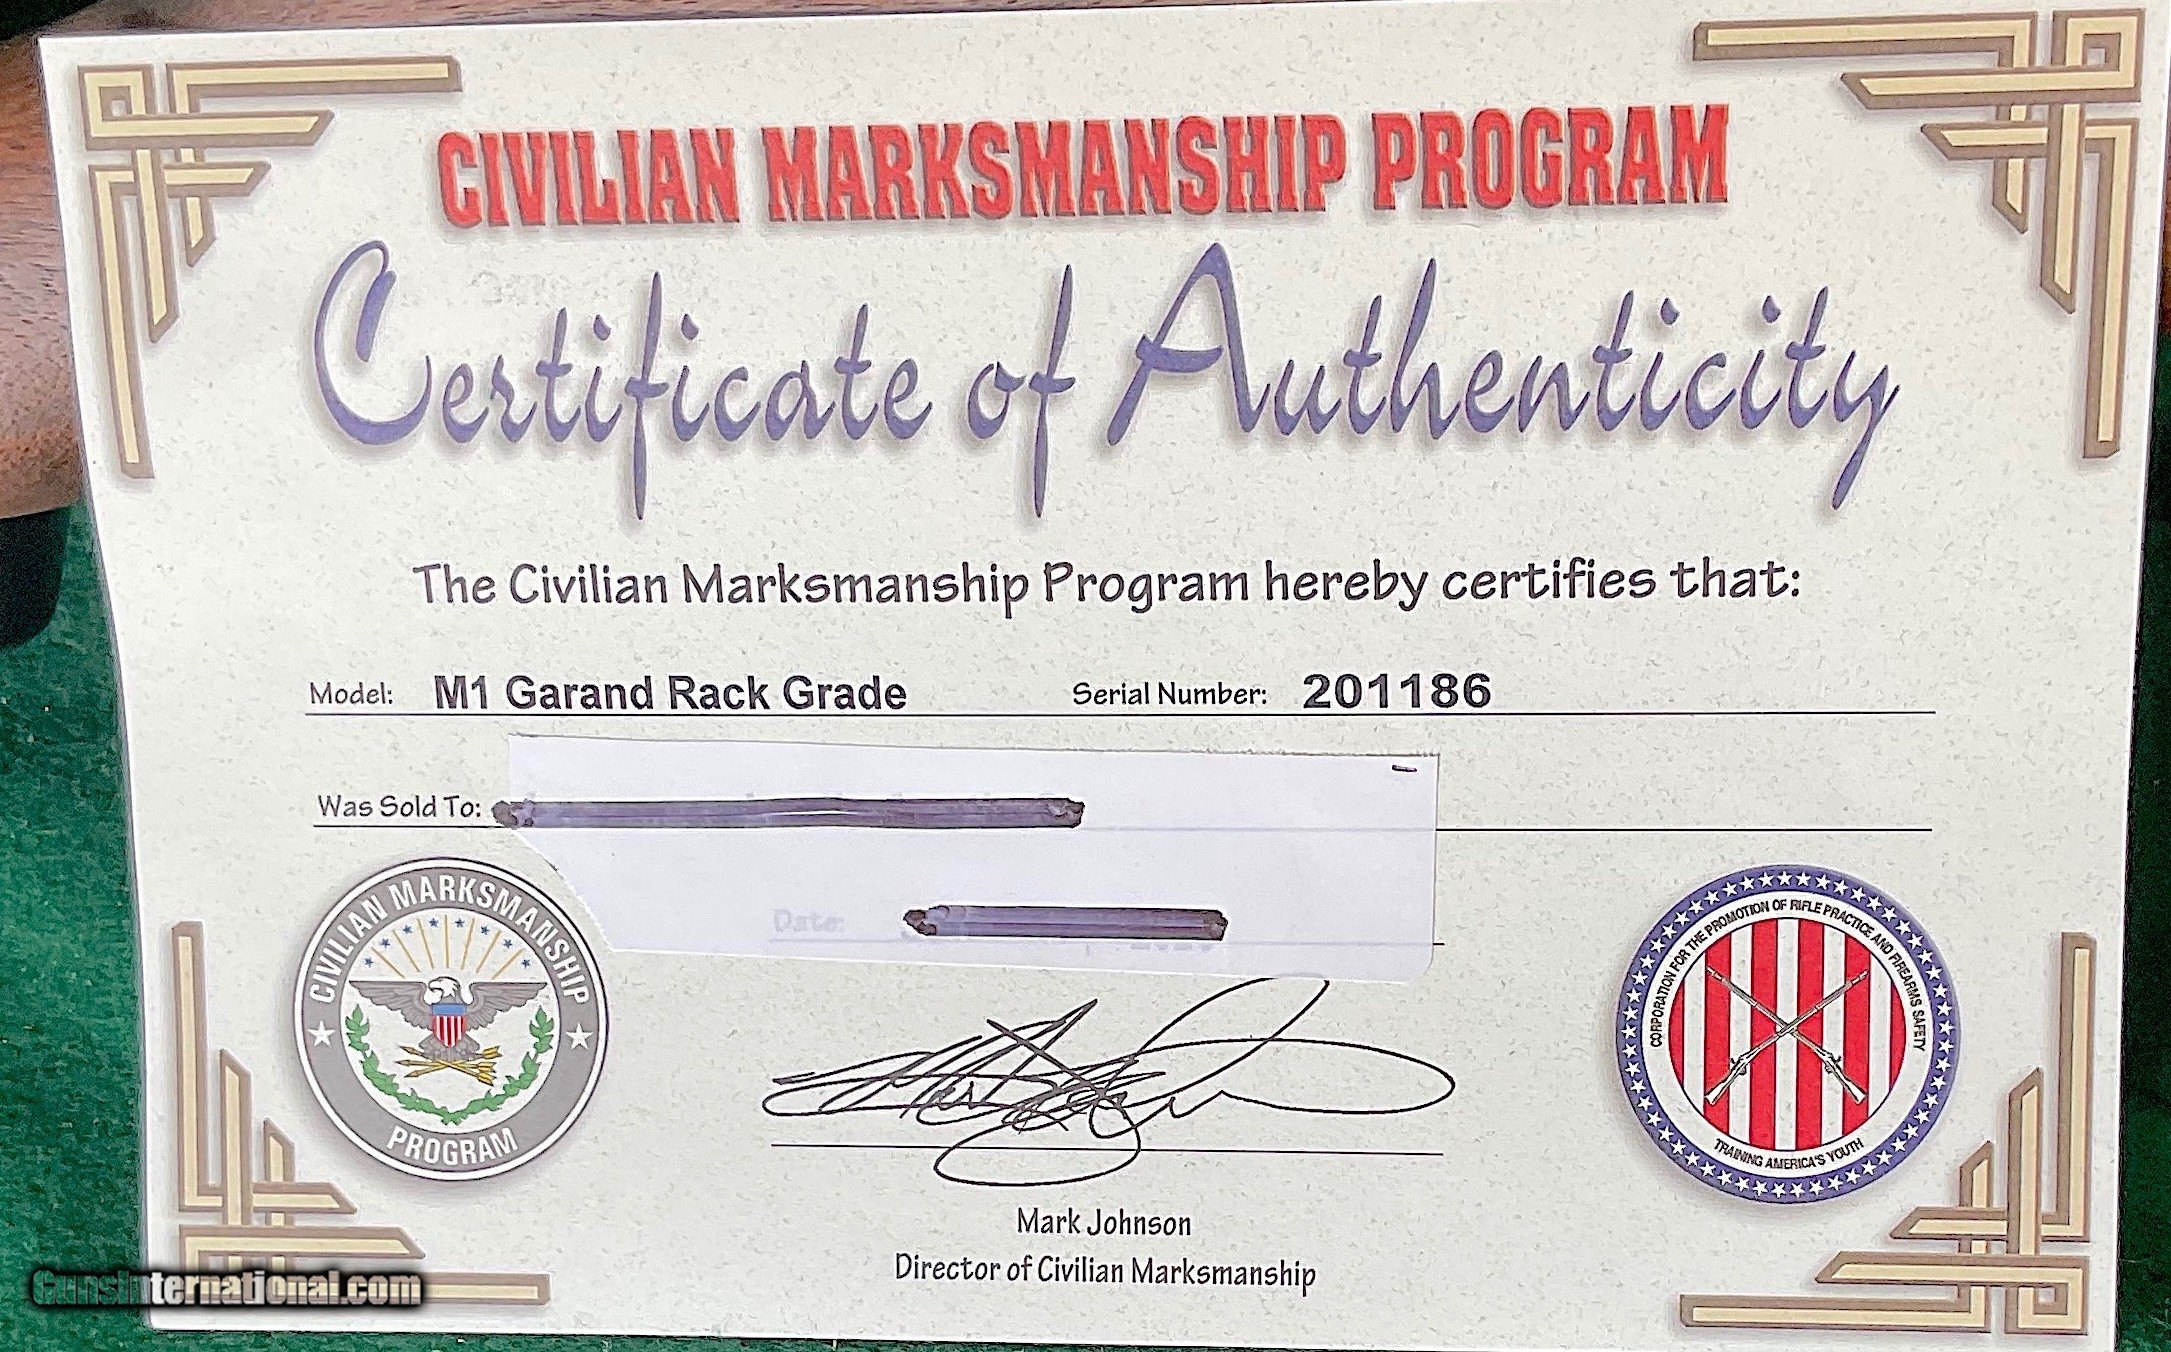 CIVILIAN MARKSMANSHIP PROGRAM
Certificate of Authenticity
The Civilian Marksmanship Program hereby certifies that:
Model: M1 Garand Rack Grade Serial Number: 201186
Was Sold To:
Date:
CIVILIAN MARKSMANSHIP
PROGRAM
CORPORATION FOR THE PROMOTION OF RIFLE PRACTICE AND FIREARMS SAFETY
TRAINING AMERICA'S YOUTH
Mark Johnson
Director of Civilian Marksmanship
GunsInternational.com